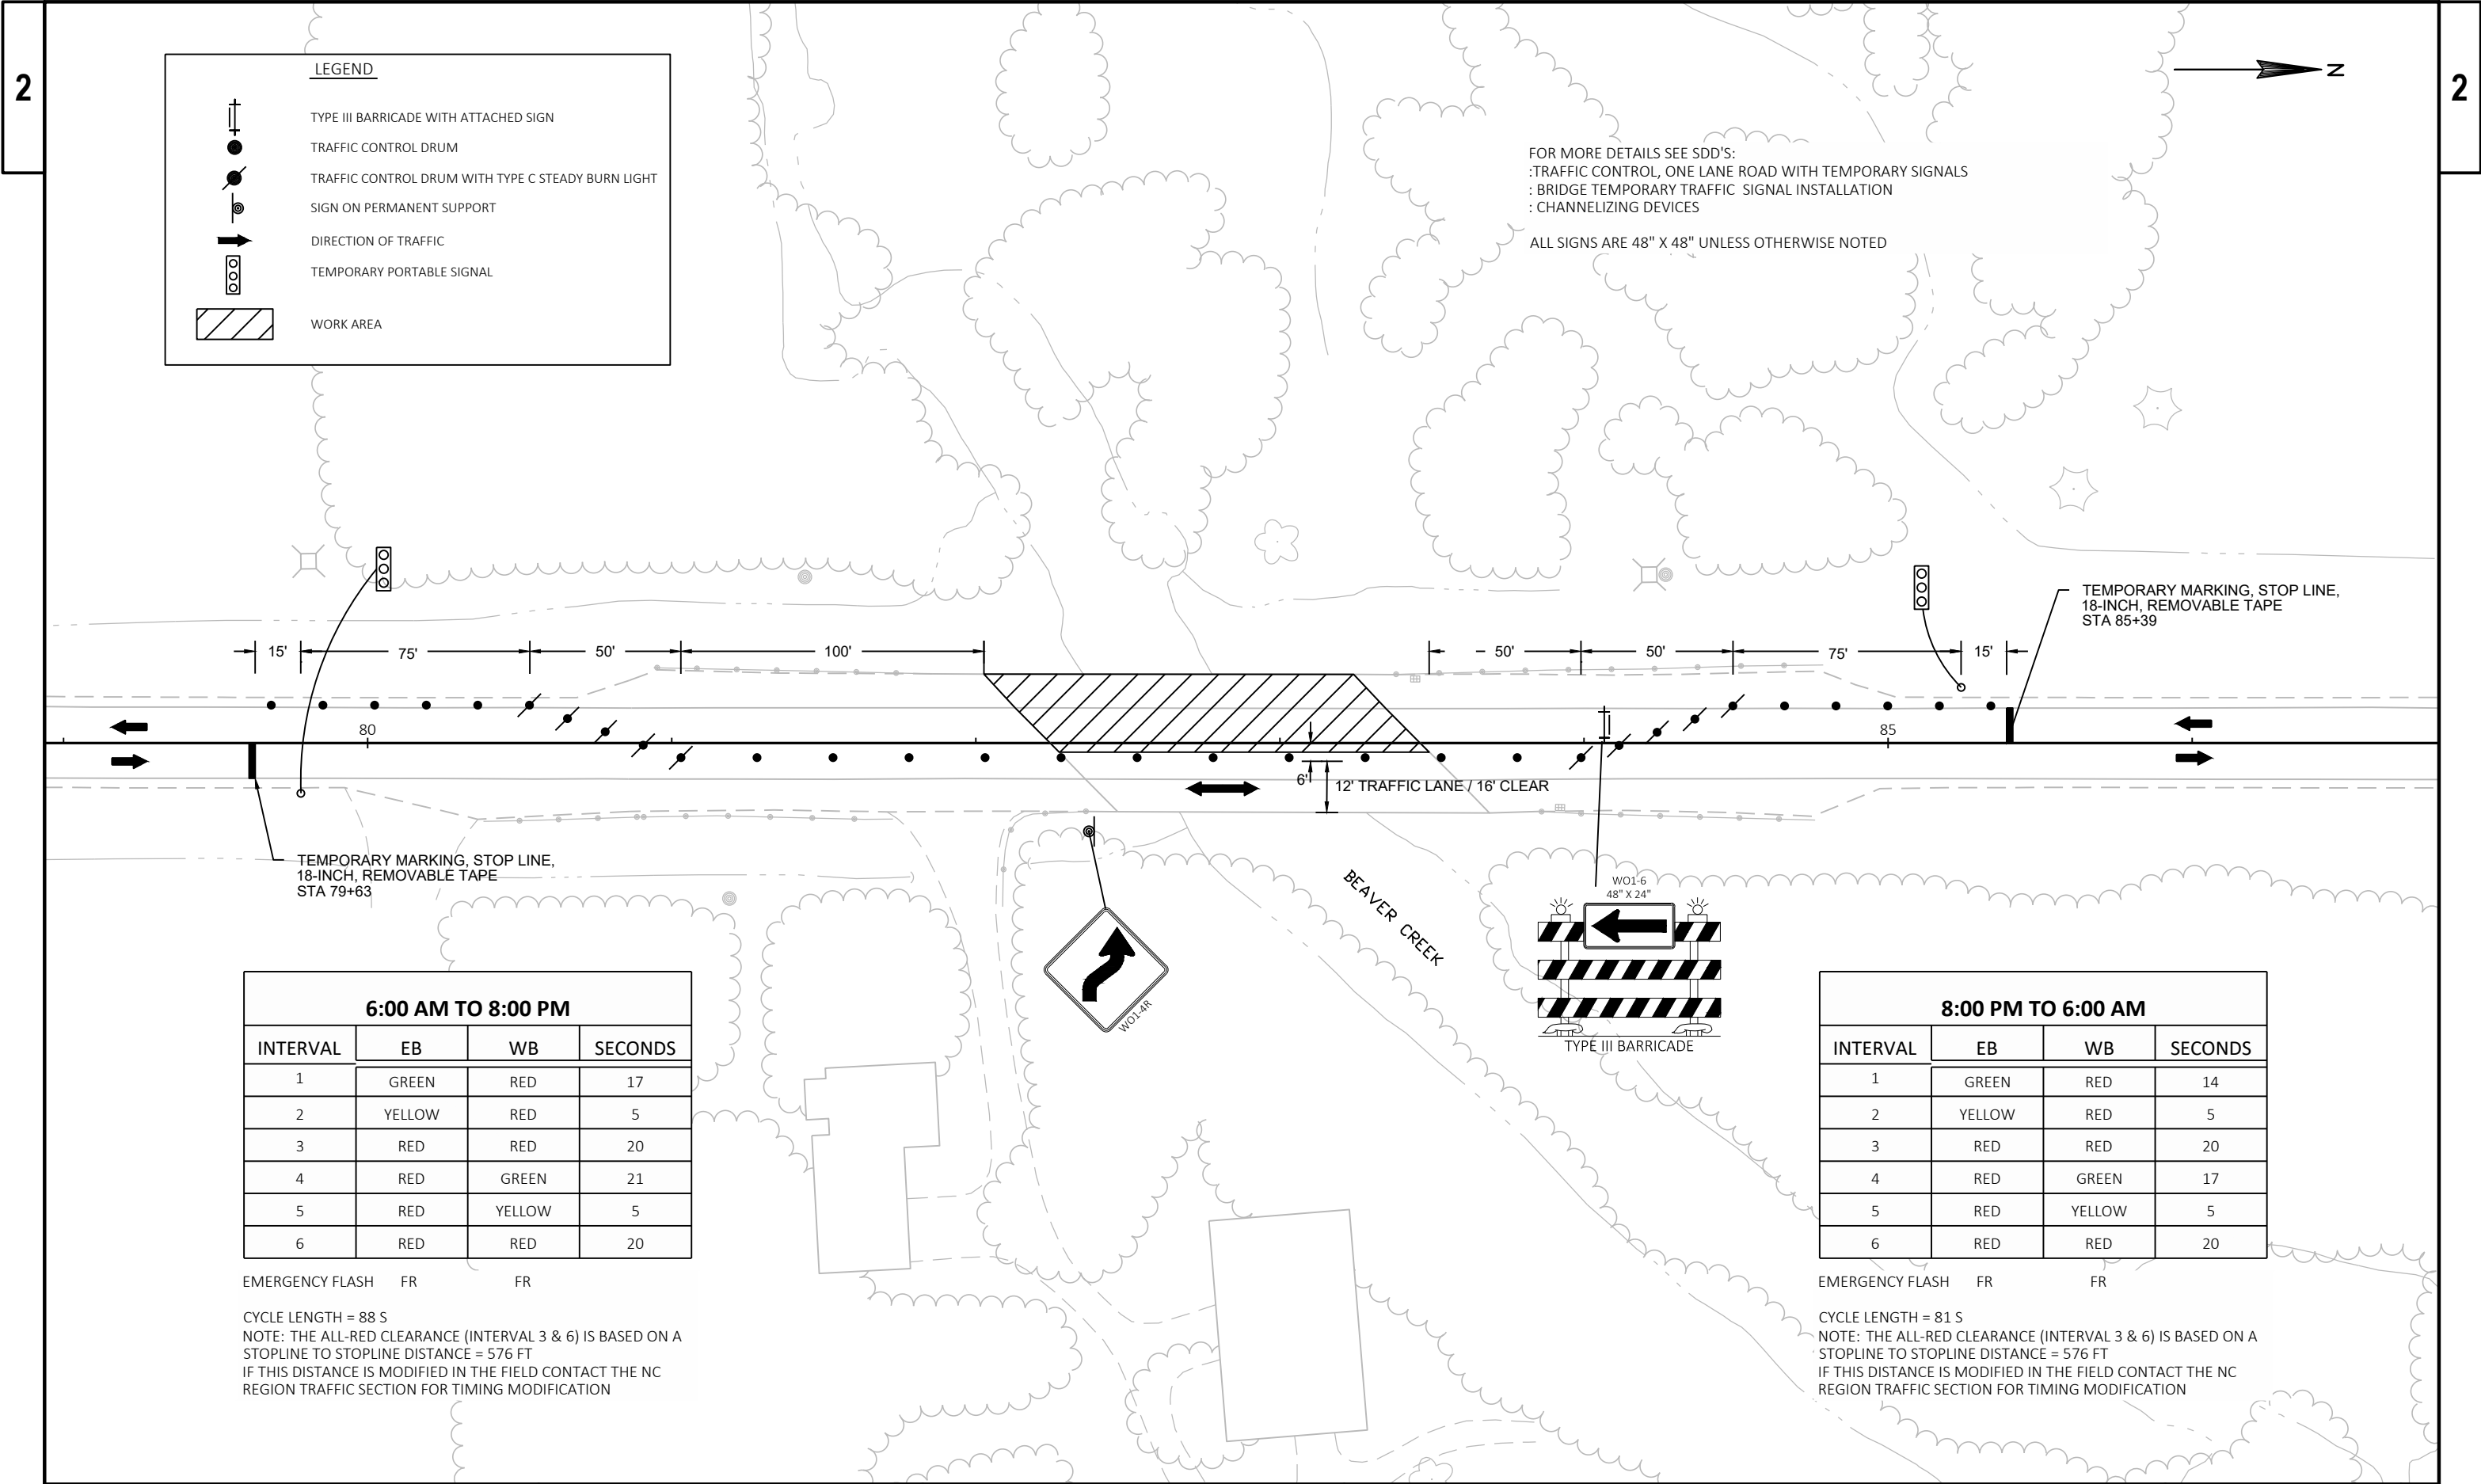 2
2
LEGEND
TYPE III BARRICADE WITH ATTACHED SIGN
TRAFFIC CONTROL DRUM
TRAFFIC CONTROL DRUM WITH TYPE C STEADY BURN LIGHT
SIGN ON PERMANENT SUPPORT
DIRECTION OF TRAFFIC
TEMPORARY PORTABLE SIGNAL
WORK AREA
N
FOR MORE DETAILS SEE SDD'S:
:TRAFFIC CONTROL, ONE LANE ROAD WITH TEMPORARY SIGNALS
: BRIDGE TEMPORARY TRAFFIC SIGNAL INSTALLATION
: CHANNELIZING DEVICES
ALL SIGNS ARE 48" X 48" UNLESS OTHERWISE NOTED
TEMPORARY MARKING, STOP LINE,
18-INCH, REMOVABLE TAPE
STA 85+39
15' 75' 50' 100' 50' 50' 75' 15'
80
85
6'
12' TRAFFIC LANE / 16' CLEAR
TEMPORARY MARKING, STOP LINE,
18-INCH, REMOVABLE TAPE
STA 79+63
BEAVER CREEK
WO1-4R
WO1-6
48" X 24"
TYPE III BARRICADE
6:00 AM TO 8:00 PM
INTERVAL EB WB SECONDS
1 GREEN RED 17
2 YELLOW RED 5
3 RED RED 20
4 RED GREEN 21
5 RED YELLOW 5
6 RED RED 20
EMERGENCY FLASH FR FR
CYCLE LENGTH = 88 S
NOTE: THE ALL-RED CLEARANCE (INTERVAL 3 & 6) IS BASED ON A
STOPLINE TO STOPLINE DISTANCE = 576 FT
IF THIS DISTANCE IS MODIFIED IN THE FIELD CONTACT THE NC
REGION TRAFFIC SECTION FOR TIMING MODIFICATION
8:00 PM TO 6:00 AM
INTERVAL EB WB SECONDS
1 GREEN RED 14
2 YELLOW RED 5
3 RED RED 20
4 RED GREEN 17
5 RED YELLOW 5
6 RED RED 20
EMERGENCY FLASH FR FR
CYCLE LENGTH = 81 S
NOTE: THE ALL-RED CLEARANCE (INTERVAL 3 & 6) IS BASED ON A
STOPLINE TO STOPLINE DISTANCE = 576 FT
IF THIS DISTANCE IS MODIFIED IN THE FIELD CONTACT THE NC
REGION TRAFFIC SECTION FOR TIMING MODIFICATION